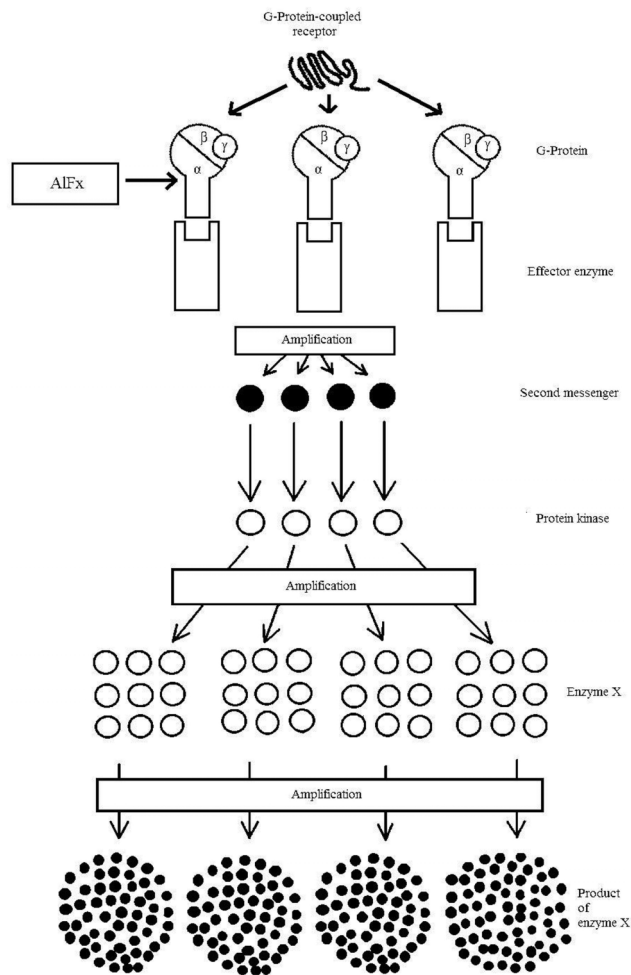 G-Protein-coupled
receptor
β γ β γ β γ
G-Protein
α α α
AlFx
Effector enzyme
Amplification
Second messenger
Protein kinase
Amplification
Enzyme X
Amplification
Product
of
enzyme X